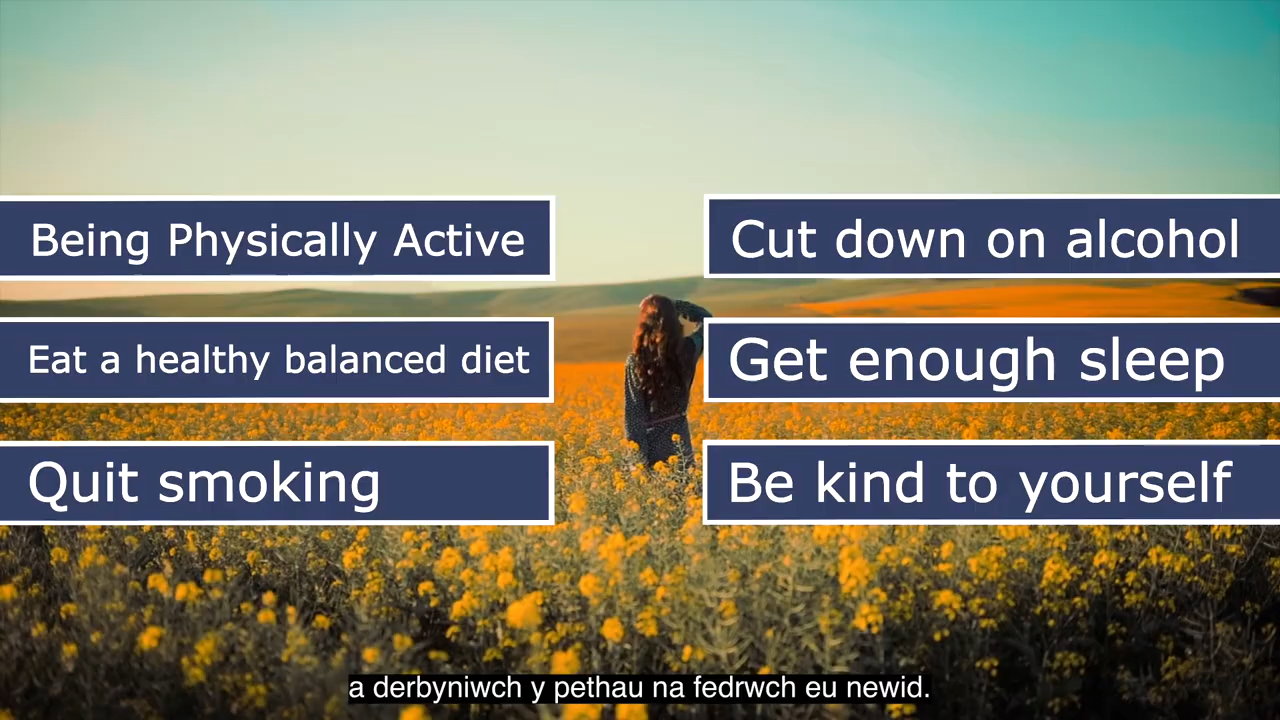 Being Physically Active
Eat a healthy balanced diet
Quit smoking
Cut down on alcohol
Get enough sleep
Be kind to yourself
a derbyniwch y pethau na fedrwch eu newid.